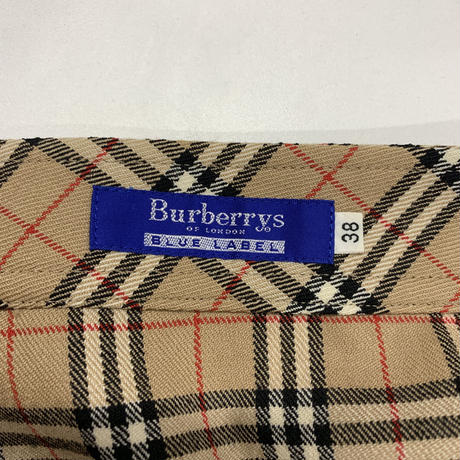 Burberrys
OF LONDON
BLUE LABEL
38